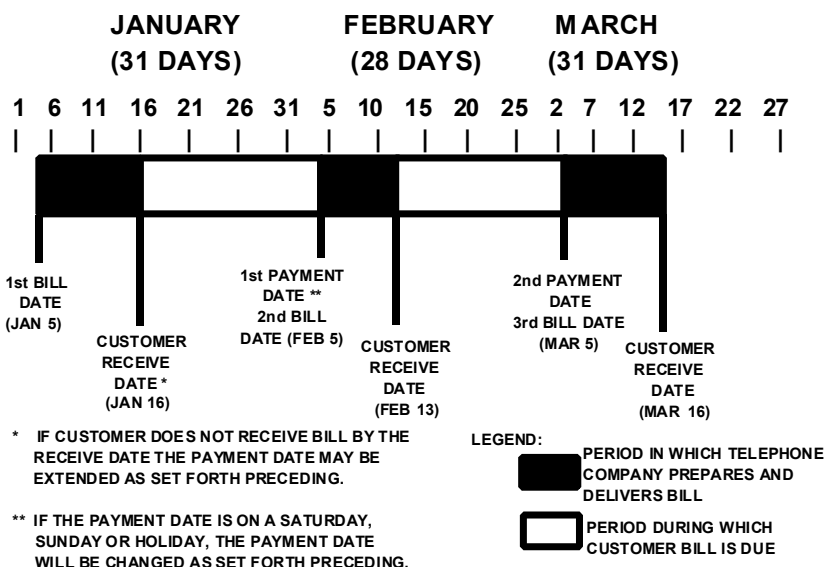 JANUARY FEBRUARY MARCH
(31 DAYS) (28 DAYS) (31 DAYS)
1 6 11 16 21 26 31 5 10 15 20 25 2 7 12 17 22 27
1st BILL
DATE
(JAN 5)
CUSTOMER
RECEIVE
DATE *
(JAN 16)
1st PAYMENT
DATE **
2nd BILL
DATE (FEB 5)
CUSTOMER
RECEIVE
DATE
(FEB 13)
2nd PAYMENT
DATE
3rd BILL DATE
(MAR 5)
CUSTOMER
RECEIVE
DATE
(MAR 16)
* IF CUSTOMER DOES NOT RECEIVE BILL BY THE
RECEIVE DATE THE PAYMENT DATE MAY BE
EXTENDED AS SET FORTH PRECEDING.
** IF THE PAYMENT DATE IS ON A SATURDAY,
SUNDAY OR HOLIDAY, THE PAYMENT DATE
WILL BE CHANGED AS SET FORTH PRECEDING.
LEGEND:
PERIOD IN WHICH TELEPHONE
COMPANY PREPARES AND
DELIVERS BILL
PERIOD DURING WHICH
CUSTOMER BILL IS DUE